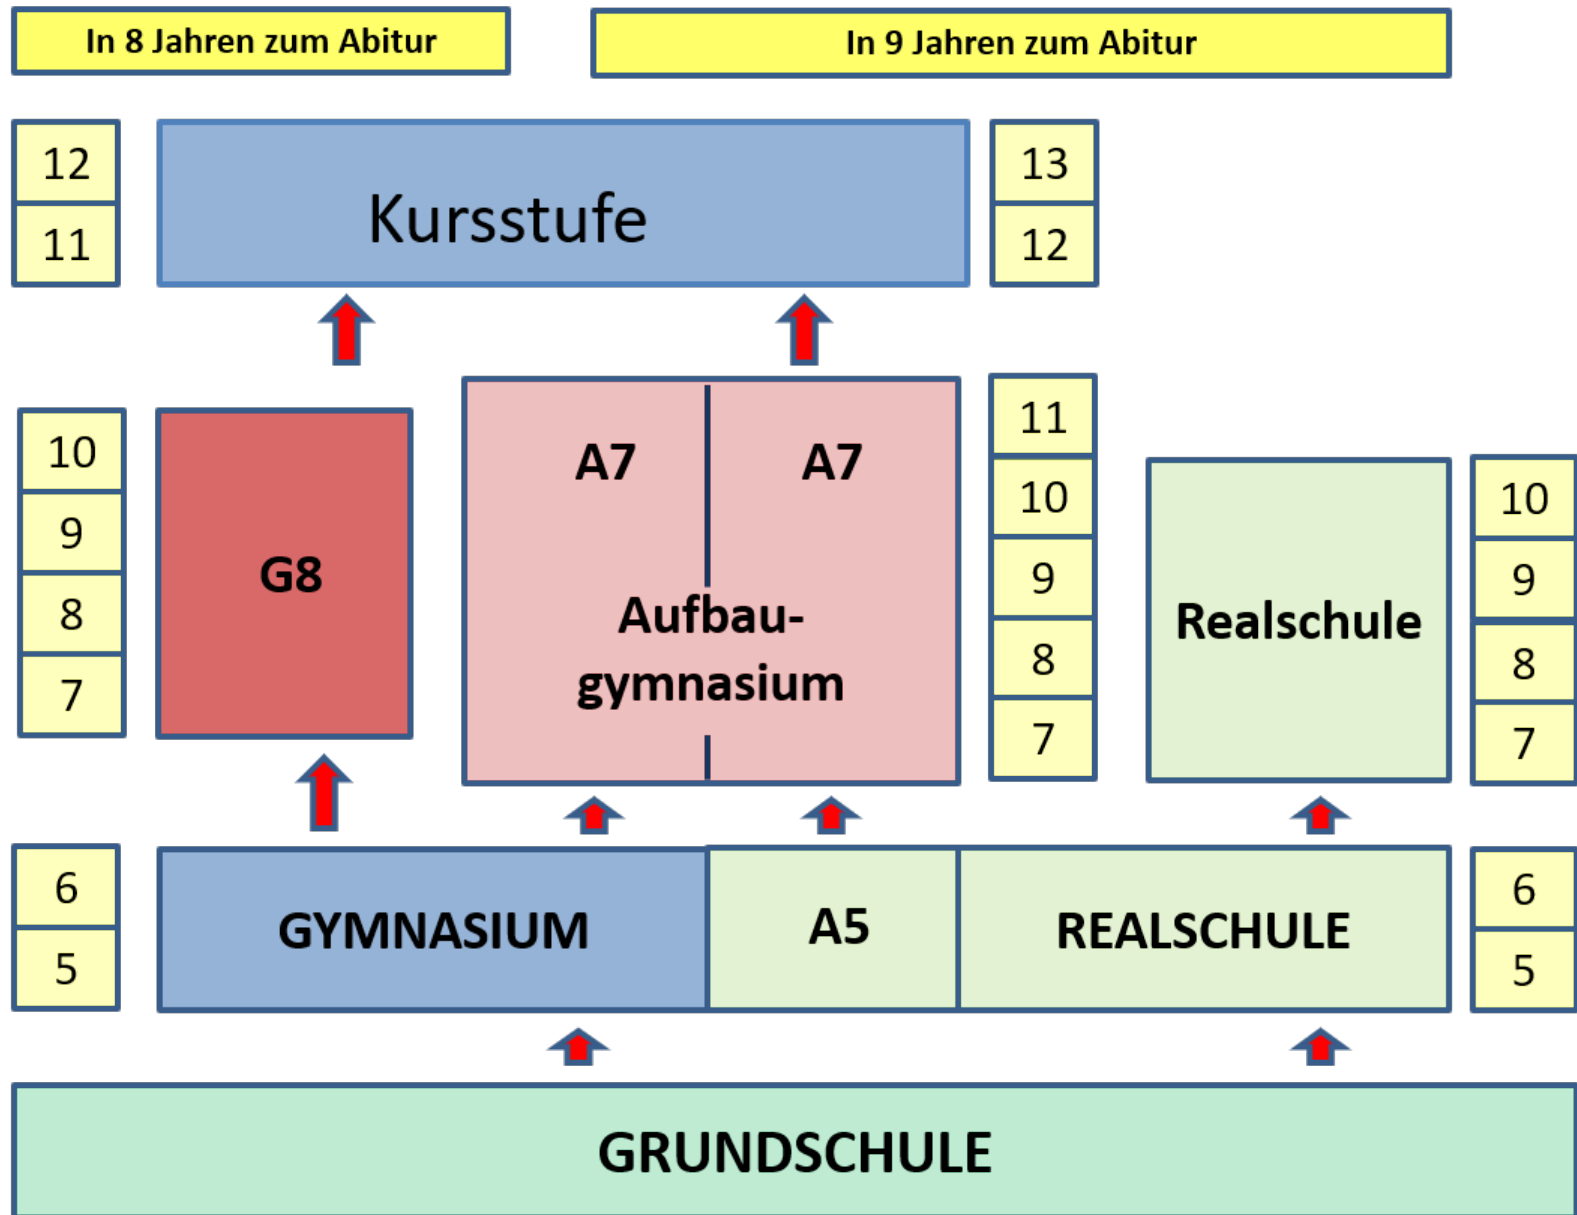 In 8 Jahren zum Abitur
In 9 Jahren zum Abitur
12
11
Kursstufe
13
12
10
9
8
7
G8
A7
A7
Aufbau-
gymnasium
11
10
9
8
7
Realschule
10
9
8
7
6
5
GYMNASIUM
A5
REALSCHULE
6
5
GRUNDSCHULE